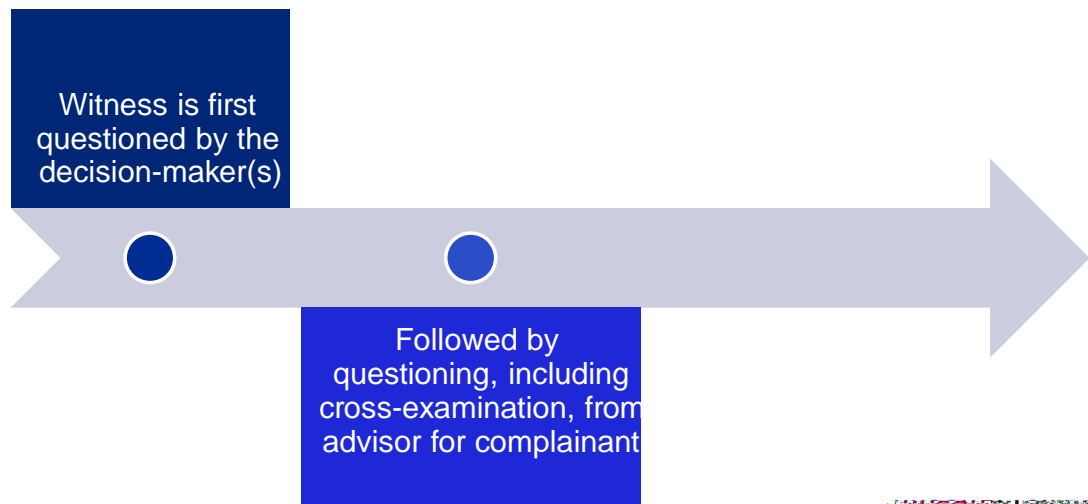 Witness is first
questioned by the
decision-maker(s)
Followed by
questioning, including
cross-examination, from
advisor for complainant